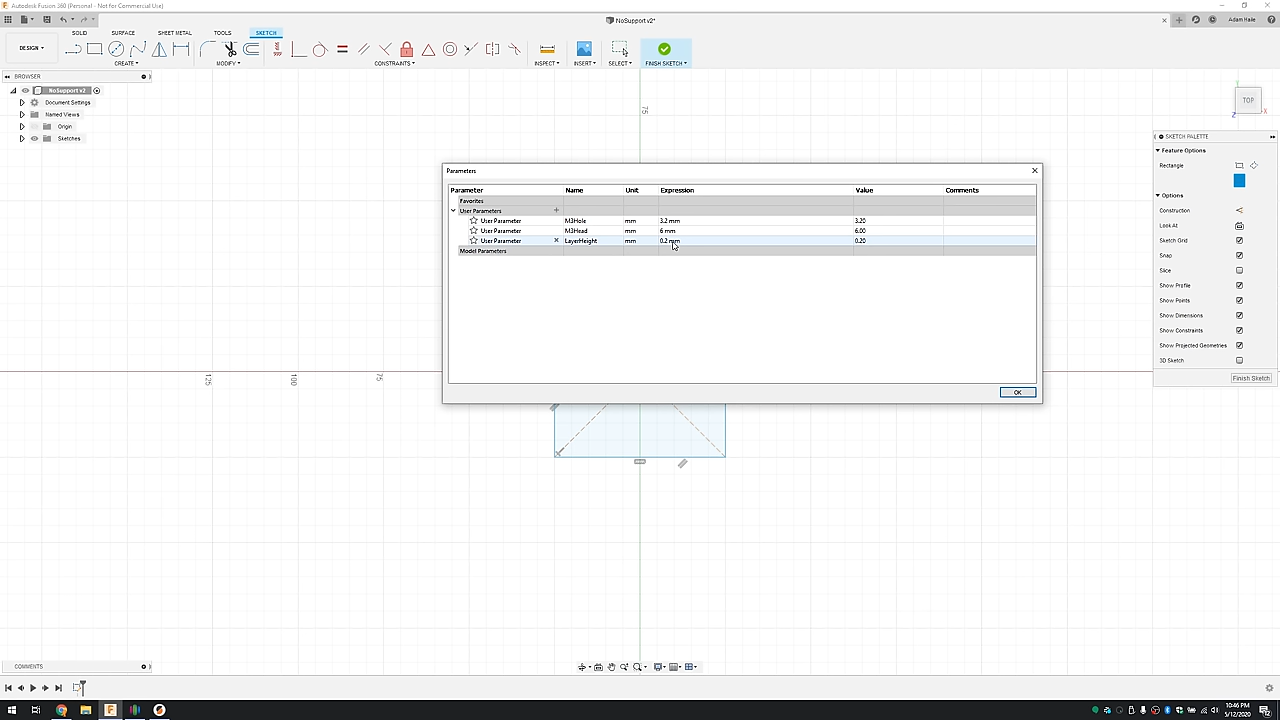 Autodesk Fusion 360 (Personal - Not for Commercial Use)
NoSupport v2*
Adam Haile
DESIGN
SOLID SURFACE SHEET METAL TOOLS SKETCH
CREATE MODIFY CONSTRAINTS INSPECT INSERT SELECT FINISH SKETCH
BROWSER
NoSupport v2
Document Settings
Named Views
Origin
Sketches
75
TOP
X
Z
125
100
75
Parameters
Parameter Name Unit Expression Value Comments
Favorites
User Parameters
User Parameter M3Hole mm 3.2 mm 3.20
User Parameter M3Head mm 6 mm 6.00
User Parameter LayerHeight mm 0.2 mm 0.20
Model Parameters
OK
SKETCH PALETTE
Feature Options
Rectangle
Options
Construction
Look At
Sketch Grid
Snap
Slice
Show Profile
Show Points
Show Dimensions
Show Constraints
Show Projected Geometries
3D Sketch
Finish Sketch
COMMENTS
10:46 PM
5/12/2020